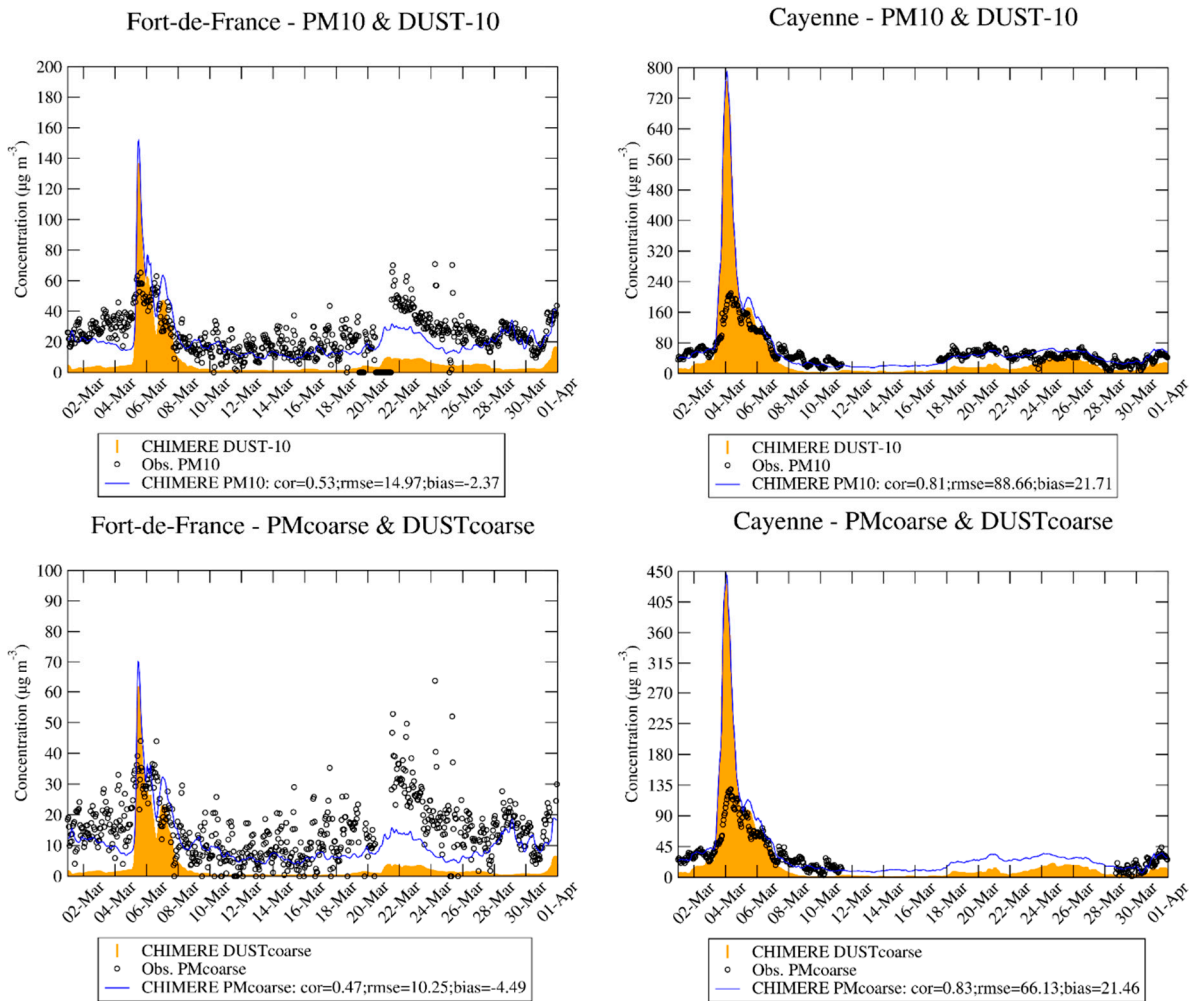 Fort-de-France - PM10 & DUST-10
Concentration (µg m⁻³)
200
180
160
140
120
100
80
60
40
20
0
02-Mar
04-Mar
06-Mar
08-Mar
10-Mar
12-Mar
14-Mar
16-Mar
18-Mar
20-Mar
22-Mar
24-Mar
26-Mar
28-Mar
30-Mar
01-Apr
CHIMERE DUST-10
Obs. PM10
CHIMERE PM10: cor=0.53;rmse=14.97;bias=-2.37
Cayenne - PM10 & DUST-10
Concentration (µg m⁻³)
800
720
640
560
480
400
320
240
160
80
0
02-Mar
04-Mar
06-Mar
08-Mar
10-Mar
12-Mar
14-Mar
16-Mar
18-Mar
20-Mar
22-Mar
24-Mar
26-Mar
28-Mar
30-Mar
01-Apr
CHIMERE DUST-10
Obs. PM10
CHIMERE PM10: cor=0.81;rmse=88.66;bias=21.71
Fort-de-France - PMcoarse & DUSTcoarse
Concentration (µg m⁻³)
100
90
80
70
60
50
40
30
20
10
0
02-Mar
04-Mar
06-Mar
08-Mar
10-Mar
12-Mar
14-Mar
16-Mar
18-Mar
20-Mar
22-Mar
24-Mar
26-Mar
28-Mar
30-Mar
01-Apr
CHIMERE DUSTcoarse
Obs. PMcoarse
CHIMERE PMcoarse: cor=0.47;rmse=10.25;bias=-4.49
Cayenne - PMcoarse & DUSTcoarse
Concentration (µg m⁻³)
450
405
360
315
270
225
180
135
90
45
0
02-Mar
04-Mar
06-Mar
08-Mar
10-Mar
12-Mar
14-Mar
16-Mar
18-Mar
20-Mar
22-Mar
24-Mar
26-Mar
28-Mar
30-Mar
01-Apr
CHIMERE DUSTcoarse
Obs. PMcoarse
CHIMERE PMcoarse: cor=0.83;rmse=66.13;bias=21.46